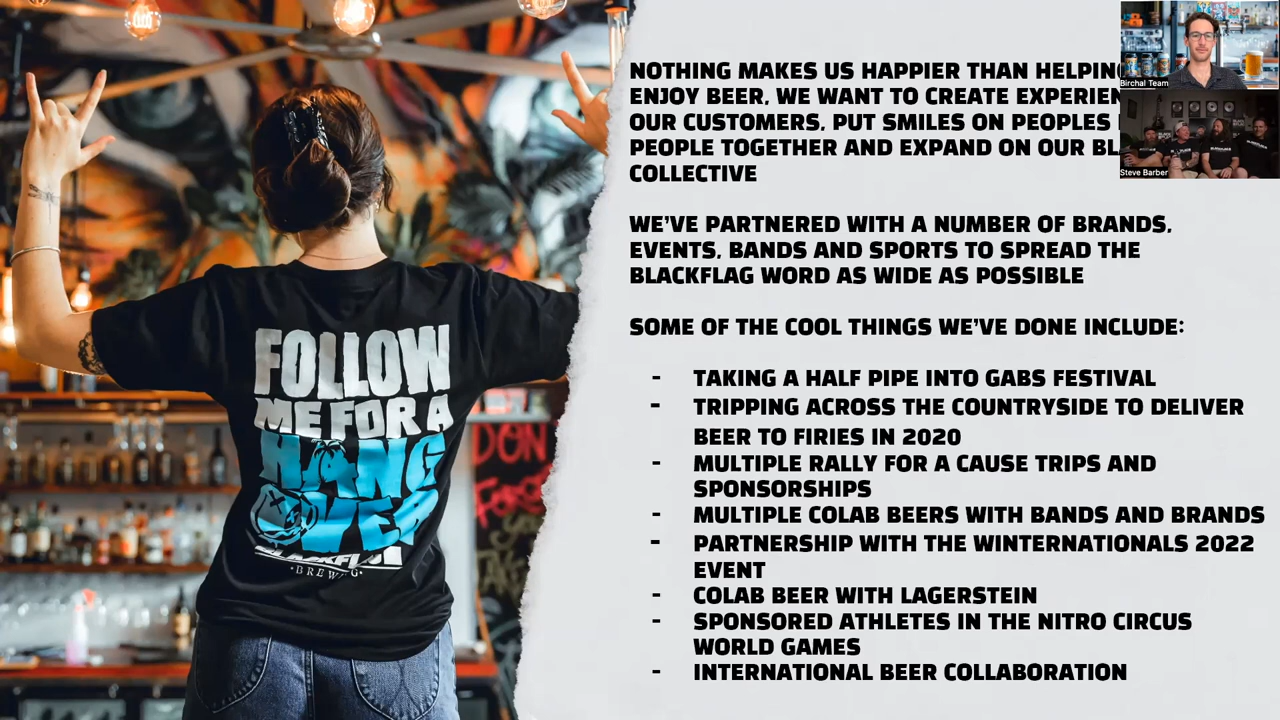 NOTHING MAKES US HAPPIER THAN HELPING
ENJOY BEER, WE WANT TO CREATE
OUR CUSTOMERS, PUT SMILES ON PEOPLES
PEOPLE TOGETHER AND EXPAND ON OUR
COLLECTIVE
WE'VE PARTNERED WITH A NUMBER OF BRANDS,
EVENTS, BANDS AND SPORTS TO SPREAD THE
BLACKFLAG WORD AS WIDE AS POSSIBLE
SOME OF THE COOL THINGS WE'VE DONE INCLUDE:
- TAKING A HALF PIPE INTO GABS FESTIVAL
- TRIPPING ACROSS THE COUNTRYSIDE TO DELIVER
BEER TO FIRIES IN 2020
- MULTIPLE RALLY FOR A CAUSE TRIPS AND
SPONSORSHIPS
- MULTIPLE COLAB BEERS WITH BANDS AND BRANDS
- PARTNERSHIP WITH THE WINTERNATIONALS 2022
EVENT
- COLAB BEER WITH LAGERSTEIN
- SPONSORED ATHLETES IN THE NITRO CIRCUS
WORLD GAMES
- INTERNATIONAL BEER COLLABORATION
Birchal Team
Steve Barber
FOLLOW
ME FOR A
HANG
OVER
BLACKFLAG
BREWING
DON'T